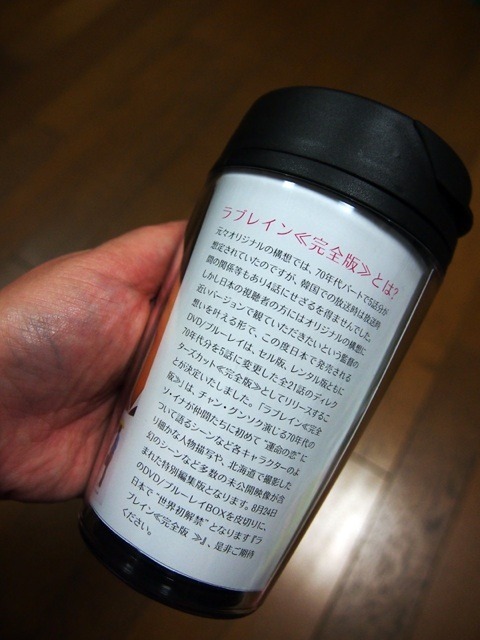 ラブレイン≪完全版≫とは?
元々オリジナルの構想では、70年代パートで5話分が
想定されていたのですが、韓国での放送時は放送時
間の関係等もあり4話にせざるを得ませんでした。
しかし日本の視聴者の方にはオリジナルの構想に
近いバージョンで観ていただきたいという監督の
想いを叶える形で、この度日本で発売される
DVD/ブルーレイは、セル版、レンタル版ともに
70年代分を5話に変更した全21話のディレク
ターズカット≪完全版≫としてリリースするこ
とが決定いたしました。「ラブレイン≪完全
版≫」は、チャン・グンソク演じる70年代の
ソ・インハが仲間たちに初めて“運命の恋”に
ついて語るシーンなど各キャラクターのよ
り細かな人物描写や、北海道で撮影した
幻のシーンなど多数の未公開映像が含
まれた特別編集版となります。8月24日
のDVD/ブルーレイBOXを皮切りに、
日本で“世界初解禁”となります『ラ
ブレイン≪完全版 ≫』、是非ご期待
ください。